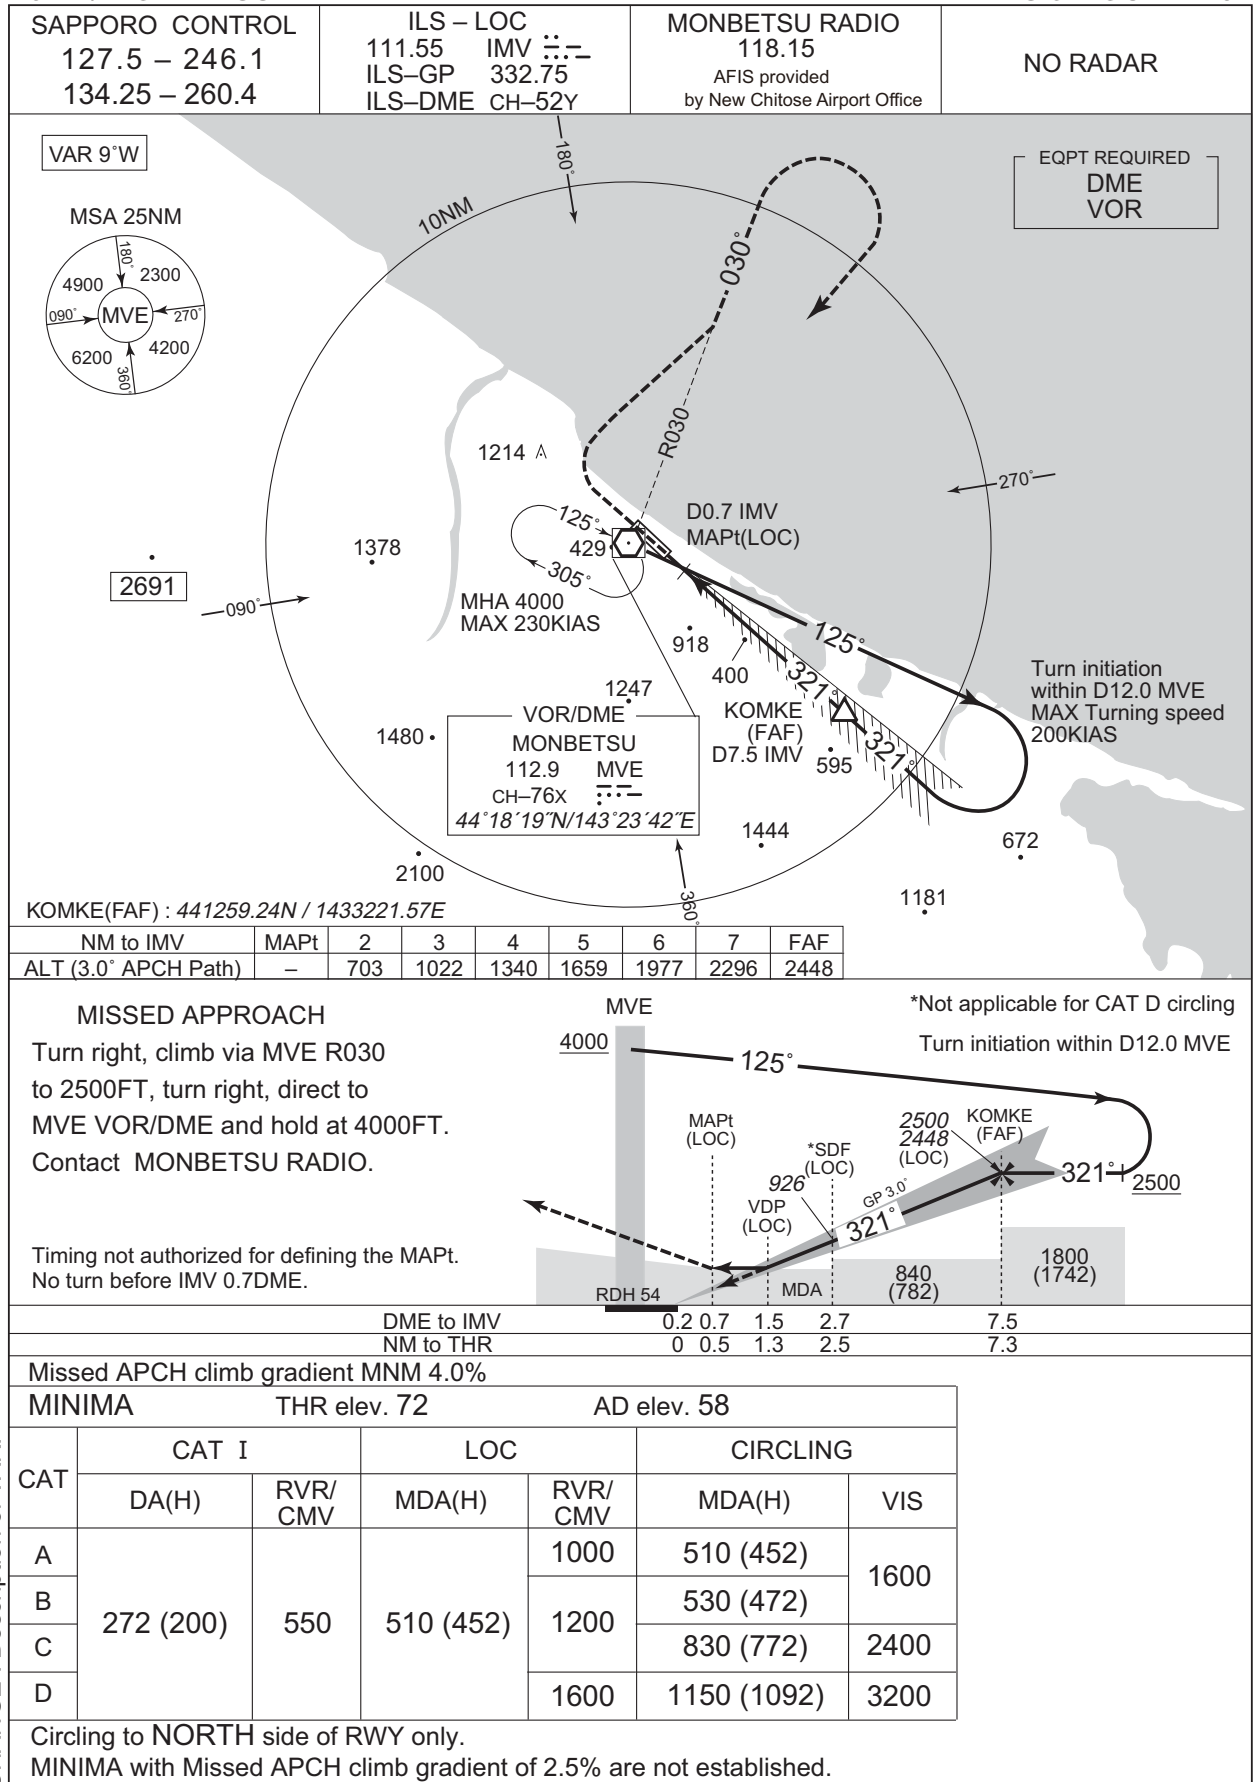 SAPPORO CONTROL
127.5 – 246.1
134.25 – 260.4
ILS – LOC
111.55 IMV
ILS–GP 332.75
ILS–DME CH–52Y
MONBETSU RADIO
118.15
AFIS provided
by New Chitose Airport Office
NO RADAR
VAR 9°W
EQPT REQUIRED
DME
VOR
MSA 25NM
180°
4900
2300
090°
MVE
270°
6200
4200
360°
10NM
180°
030°
R030
270°
1214
D0.7 IMV
MAPt(LOC)
125°
429
305°
1378
2691
090°
MHA 4000
MAX 230KIAS
918
400
125°
321°
321°
Turn initiation
within D12.0 MVE
MAX Turning speed
200KIAS
1247
KOMKE
(FAF)
D7.5 IMV
595
1480
VOR/DME
MONBETSU
112.9 MVE
CH–76X
44°18´19˝N/143°23´42˝E
1444
672
2100
1181
360°
KOMKE(FAF) : 441259.24N / 1433221.57E
NM to IMV MAPt 2 3 4 5 6 7 FAF
ALT (3.0° APCH Path) – 703 1022 1340 1659 1977 2296 2448
MISSED APPROACH
Turn right, climb via MVE R030
to 2500FT, turn right, direct to
MVE VOR/DME and hold at 4000FT.
Contact MONBETSU RADIO.
Timing not authorized for defining the MAPt.
No turn before IMV 0.7DME.
MVE
*Not applicable for CAT D circling
4000
125°
Turn initiation within D12.0 MVE
MAPt
(LOC)
*SDF
(LOC)
2500
2448
(LOC)
KOMKE
(FAF)
926
VDP
(LOC)
GP 3.0°
321°
321°
2500
RDH 54
MDA
840
(782)
1800
(1742)
DME to IMV 0.2 0.7 1.5 2.7 7.5
NM to THR 0 0.5 1.3 2.5 7.3
Missed APCH climb gradient MNM 4.0%
MINIMA THR elev. 72 AD elev. 58
CAT CAT I LOC CIRCLING
DA(H) RVR/CMV MDA(H) RVR/CMV MDA(H) VIS
A 272 (200) 550 510 (452) 1000 510 (452) 1600
B 1200 530 (472)
C 830 (772) 2400
D 1600 1150 (1092) 3200
Circling to NORTH side of RWY only.
MINIMA with Missed APCH climb gradient of 2.5% are not established.